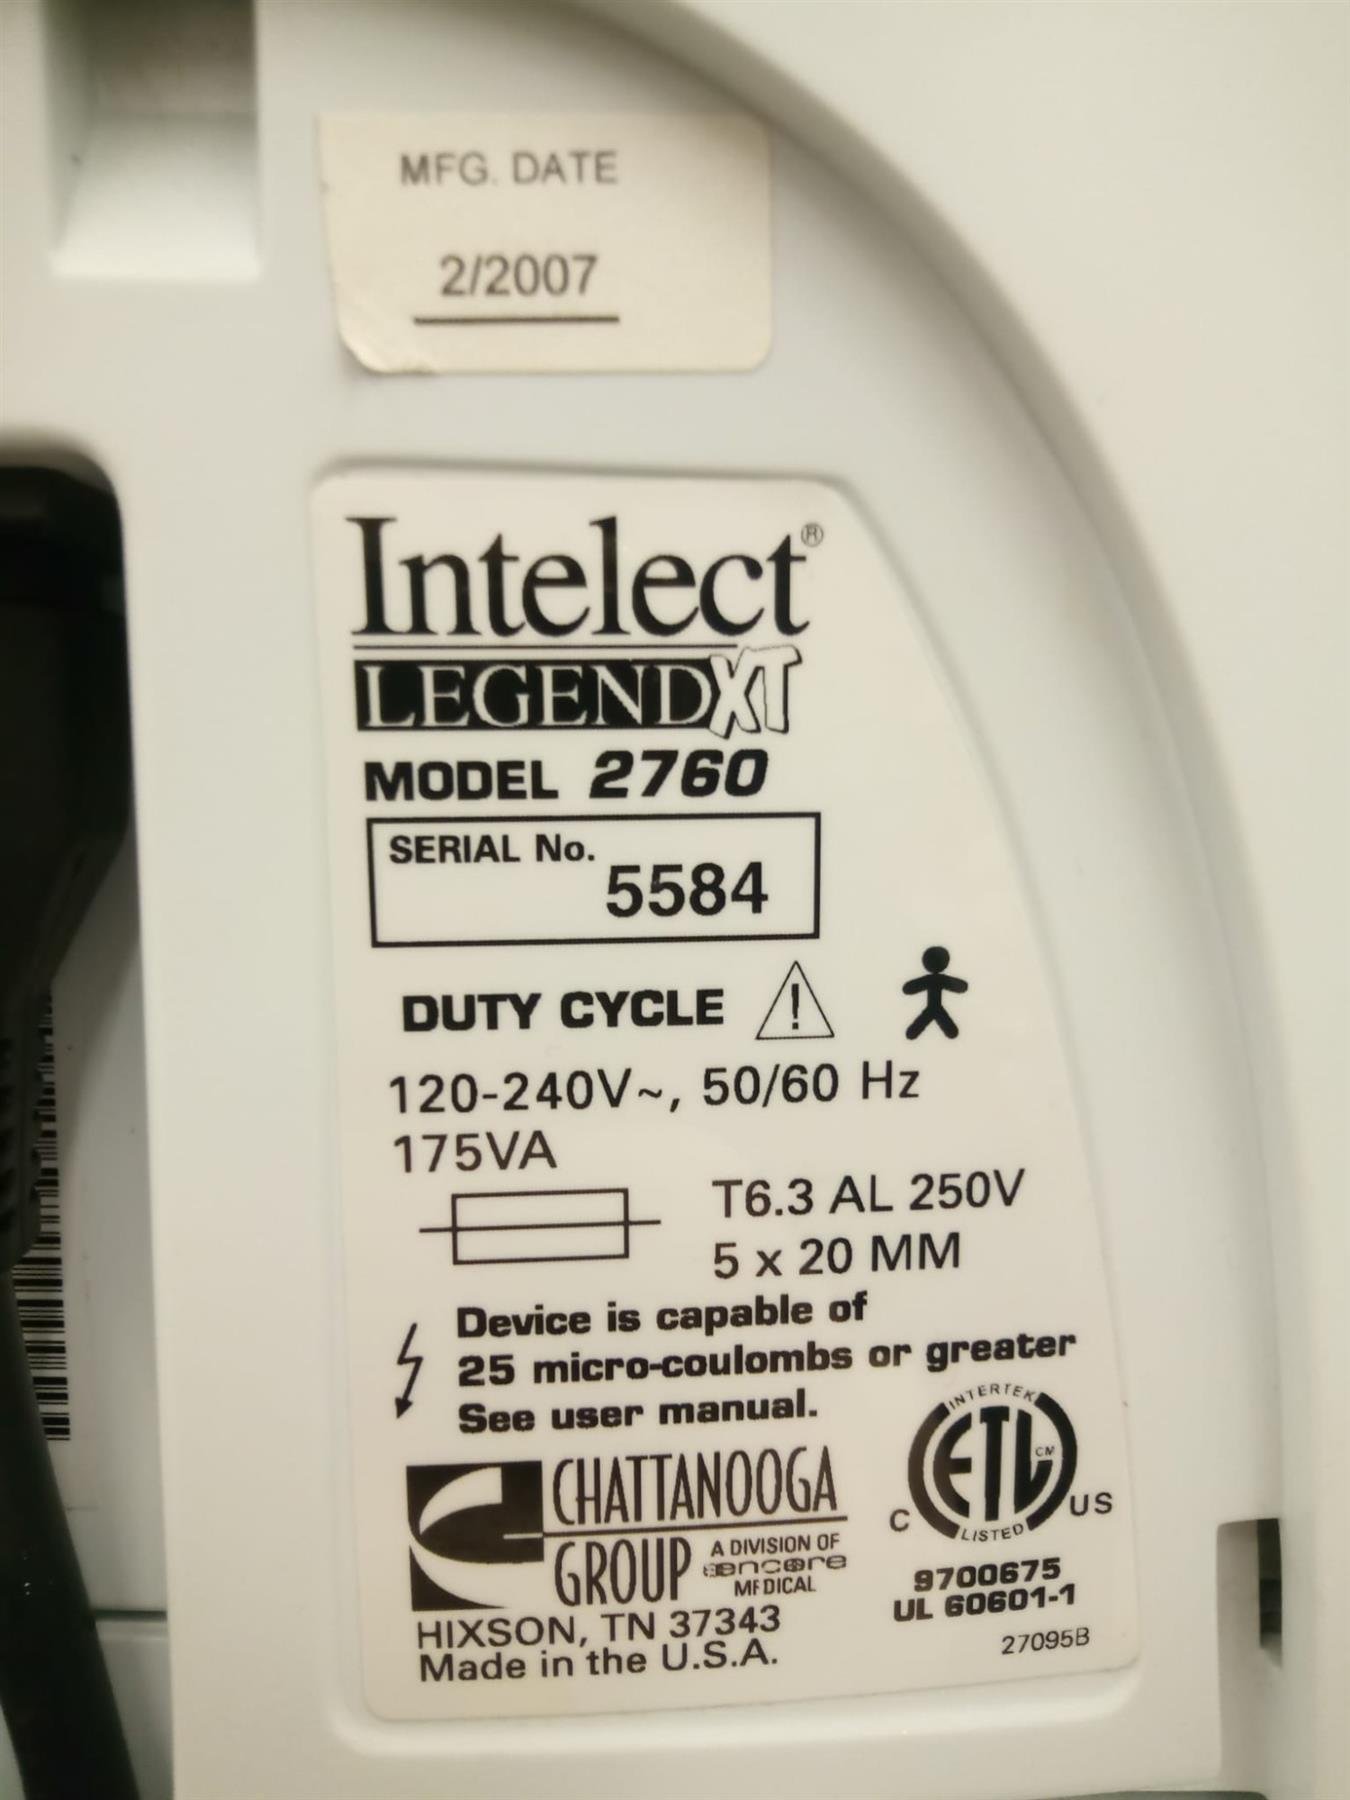 MFG. DATE
2/2007
Intelect®
LEGEND XT
MODEL 2760
SERIAL No.
5584
DUTY CYCLE
120-240V~, 50/60 Hz
175VA
T6.3 AL 250V
5 x 20 MM
Device is capable of
25 micro-coulombs or greater
See user manual.
CHATTANOOGA
GROUP
A DIVISION OF
encore
MEDICAL
HIXSON, TN 37343
Made in the U.S.A.
INTERTEK
ETL CM
LISTED
C US
9700675
UL 60601-1
27095B